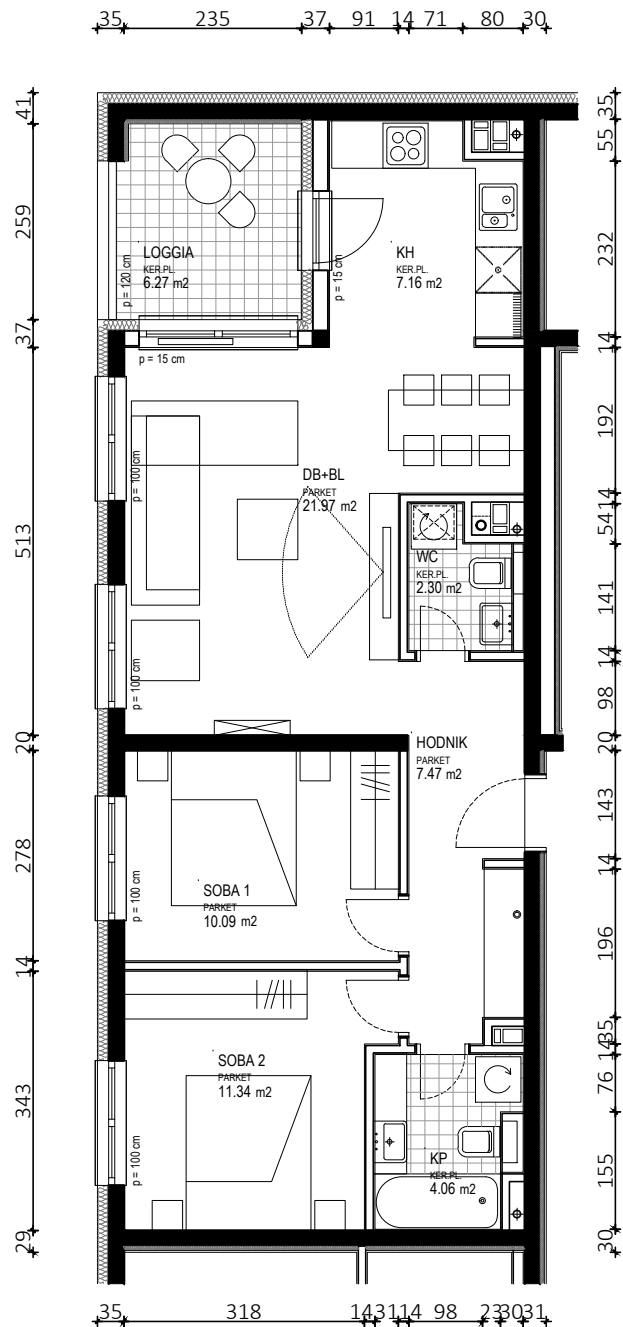 35 235 37 91 14 71 80 30
41
259
37
513
20
278
14
343
29
35
55
232
14
192
14
54
141
14
98
20
143
14
196
35
14
76
155
30
LOGGIA
KER.PL.
6.27 m2
p = 120 cm
p = 15 cm
KH
KER.PL.
7.16 m2
p = 15 cm
p = 100 cm
DB+BL
PARKET
21.97 m2
WC
KER.PL.
2.30 m2
p = 100 cm
HODNIK
PARKET
7.47 m2
SOBA 1
PARKET
10.09 m2
p = 100 cm
SOBA 2
PARKET
11.34 m2
p = 100 cm
KP
KER.PL.
4.06 m2
35 318 14 31 14 98 23 30 31